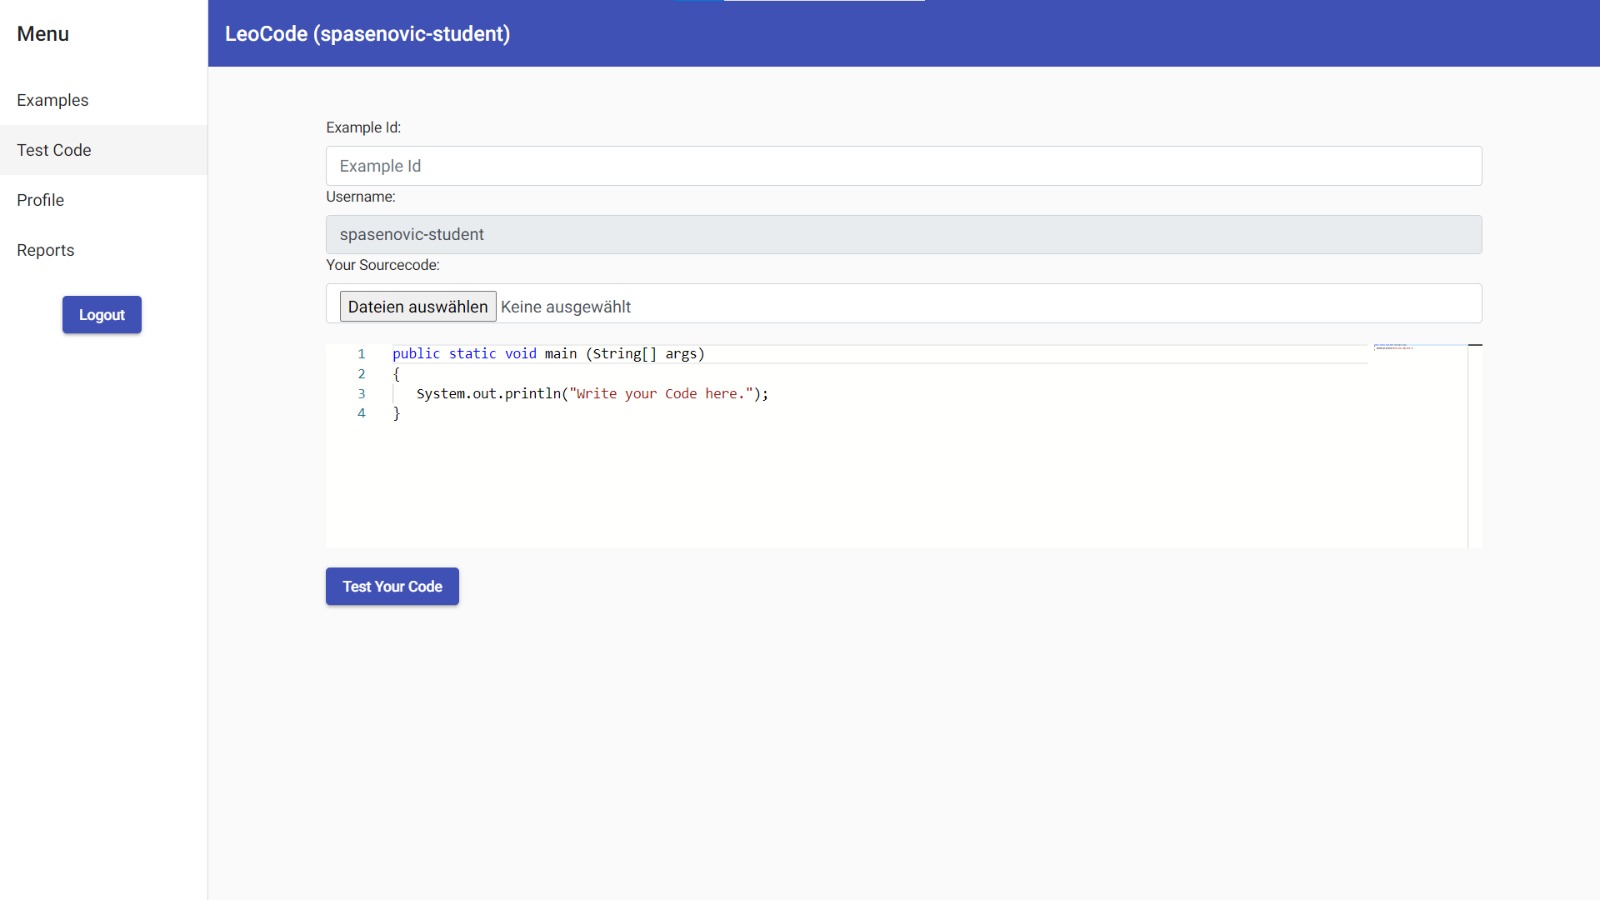 Menu
LeoCode (spasenovic-student)
Examples
Test Code
Profile
Reports
Logout
Example Id:
Example Id
Username:
spasenovic-student
Your Sourcecode:
Dateien auswählen Keine ausgewählt
1 public static void main (String[] args)
2 {
3 System.out.println("Write your Code here.");
4 }
Test Your Code